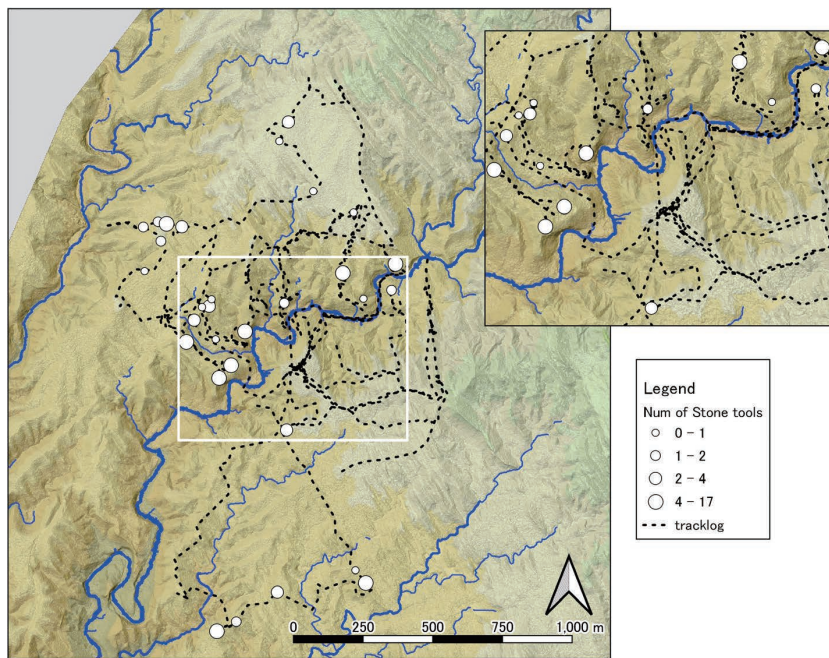 Legend
Num of Stone tools
0 – 1
1 – 2
2 – 4
4 – 17
tracklog
0 250 500 750 1,000 m